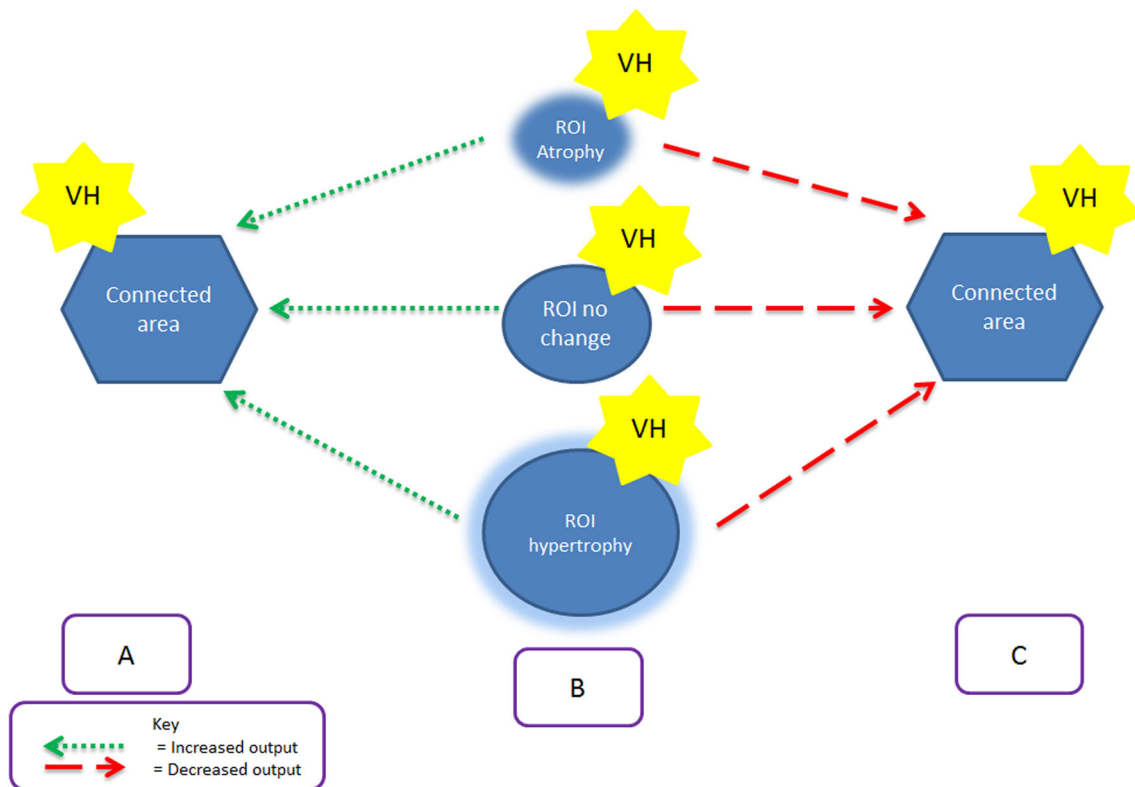 VH
ROI
Atrophy
VH
VH
VH
Connected
area
ROI no
change
Connected
area
VH
ROI
hypertrophy
A
B
C
Key
= Increased output
= Decreased output